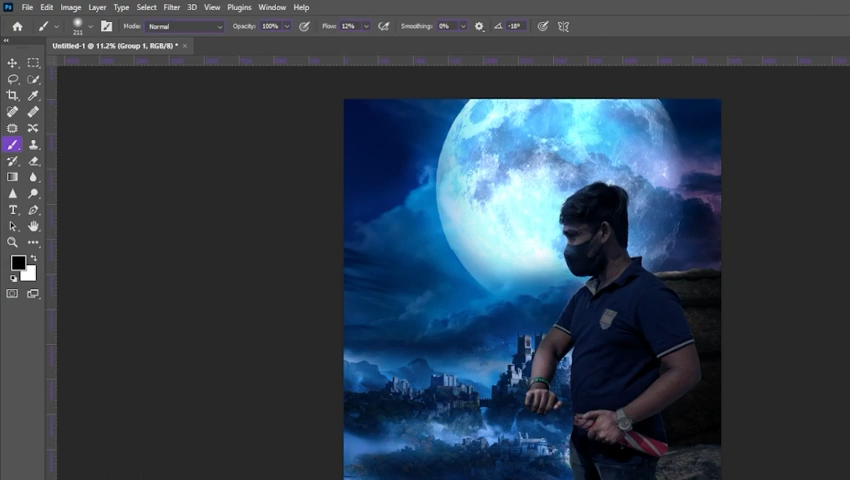 Ps File Edit Image Layer Type Select Filter 3D View Plugins Window Help
211 Mode: Normal Opacity: 100% Flow: 12% Smoothing: 0% -18°
Untitled-1 @ 11.2% (Group 1, RGB/8) * ×